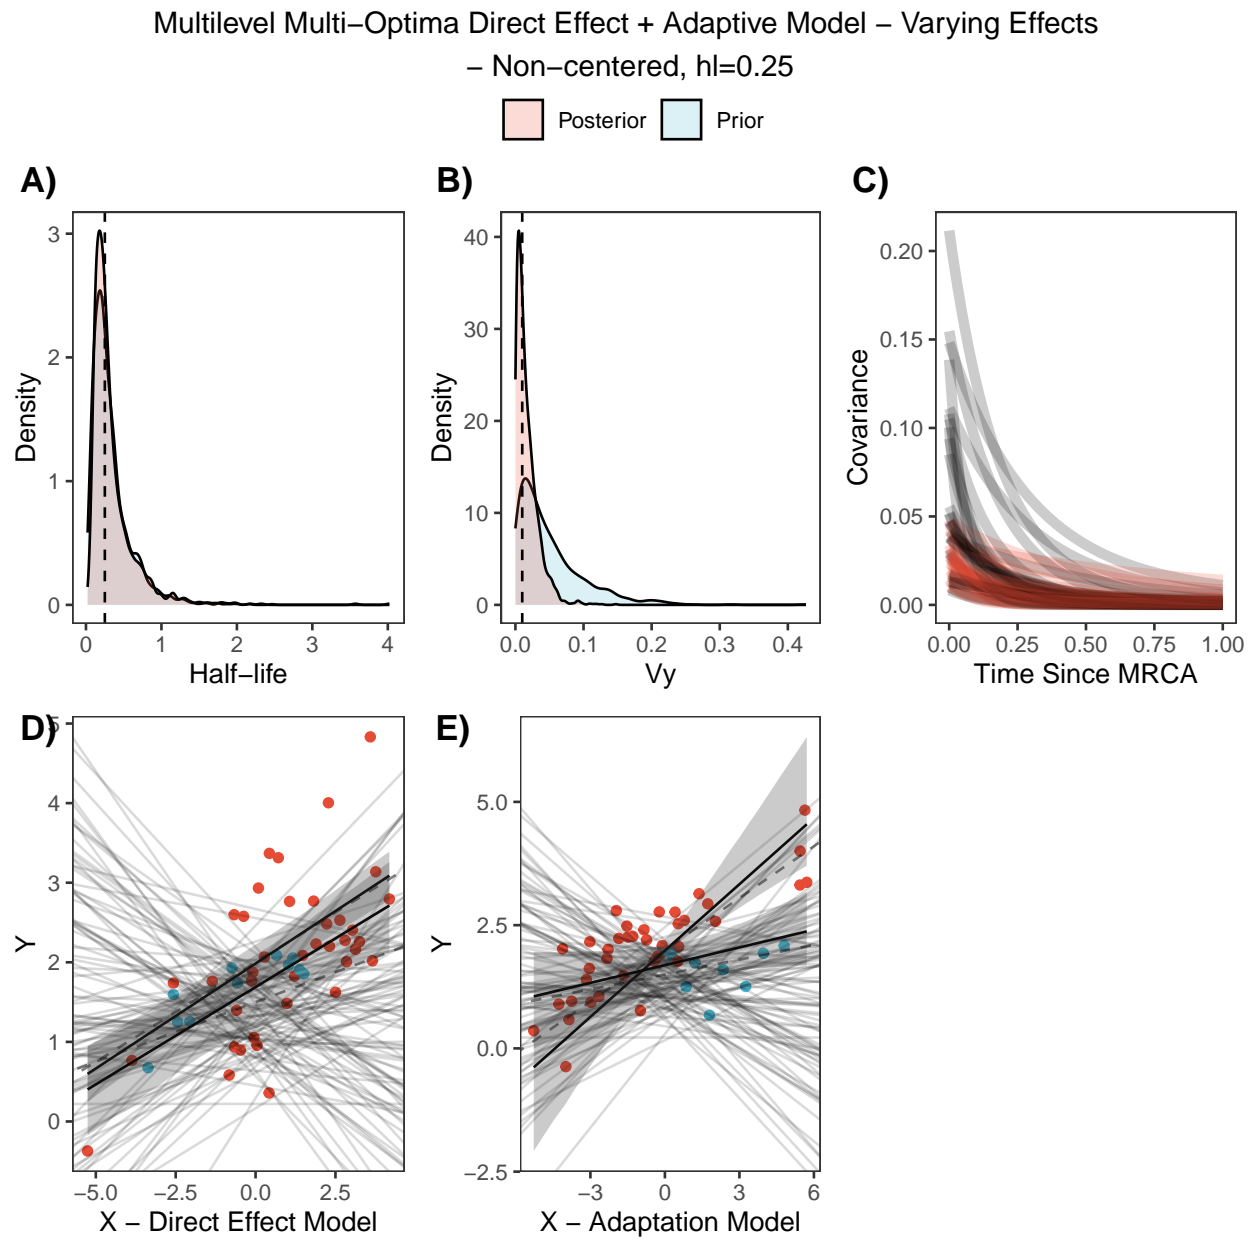 Multilevel Multi−Optima Direct Effect + Adaptive Model − Varying Effects
− Non−centered, hl=0.25
Posterior Prior
A) B) C)
3
2
1
0
Density
0 1 2 3 4
Half−life
40
30
20
10
0
Density
0.0 0.1 0.2 0.3 0.4
Vy
0.20
0.15
0.10
0.05
0.00
Covariance
0.00 0.25 0.50 0.75 1.00
Time Since MRCA
D) E)
5
4
3
2
1
0
Y
−5.0 −2.5 0.0 2.5
X − Direct Effect Model
5.0
2.5
0.0
−2.5
Y
−3 0 3 6
X − Adaptation Model